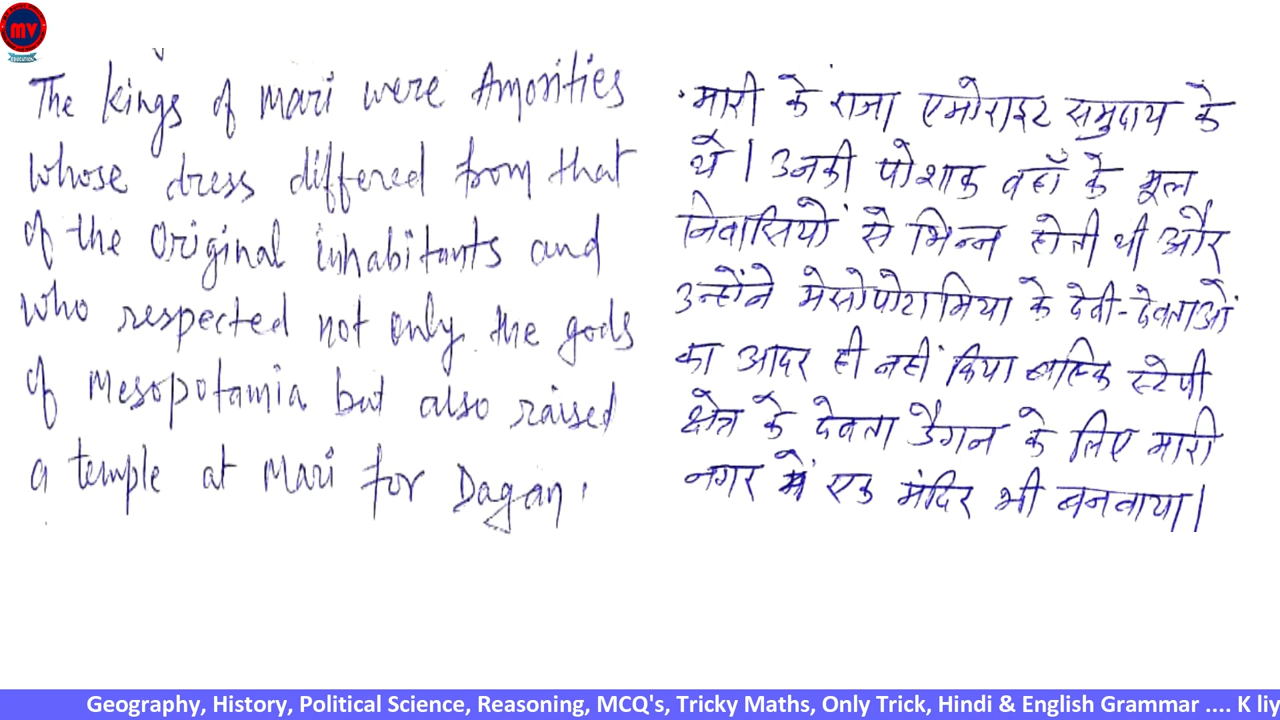 mv
EDUCATION
The kings of Mari were Amorities
whose dress differed from that
of the original inhabitants and
who respected not only the gods
of Mesopotamia but also raised
a temple at Mari for Dagan.
मारी के राजा एमोराइट समुदाय के
थे। उनकी पोशाक वहाँ के मूल
निवासियों से भिन्न होती थी और
उन्होंने मेसोपोटामिया के देवी-देवताओं
का आदर ही नहीं किया बल्कि स्टेपी
क्षेत्र के देवता डैगन के लिए मारी
नगर में एक मंदिर भी बनवाया।
Geography, History, Political Science, Reasoning, MCQ's, Tricky Maths, Only Trick, Hindi & English Grammar .... K liy